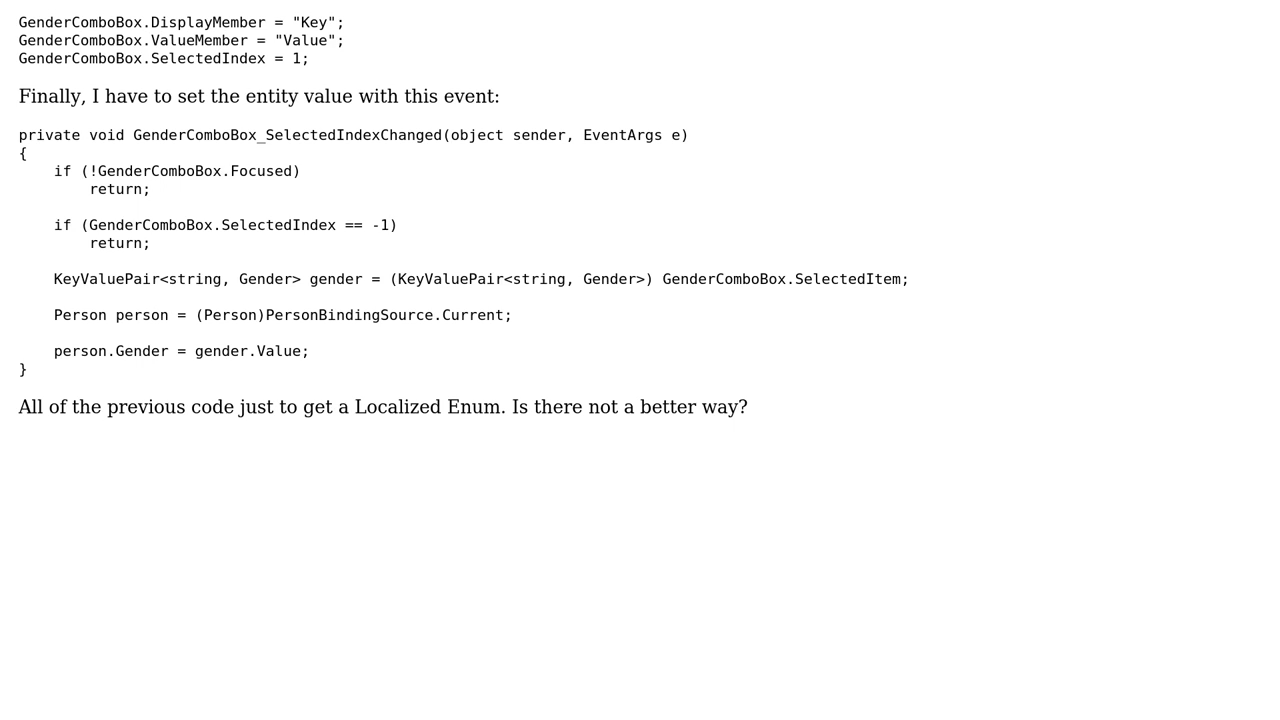 GenderComboBox.DisplayMember = "Key";
GenderComboBox.ValueMember = "Value";
GenderComboBox.SelectedIndex = 1;
Finally, I have to set the entity value with this event:
private void GenderComboBox_SelectedIndexChanged(object sender, EventArgs e)
{
    if (!GenderComboBox.Focused)
        return;
    if (GenderComboBox.SelectedIndex == -1)
        return;
    KeyValuePair<string, Gender> gender = (KeyValuePair<string, Gender>) GenderComboBox.SelectedItem;
    Person person = (Person)PersonBindingSource.Current;
    person.Gender = gender.Value;
}
All of the previous code just to get a Localized Enum. Is there not a better way?